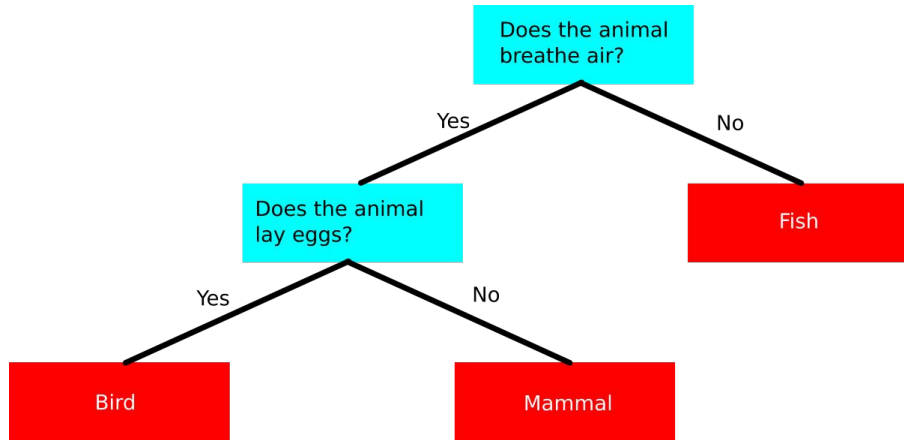 Does the animal
breathe air?
Yes
No
Does the animal
lay eggs?
Fish
Yes
No
Bird
Mammal